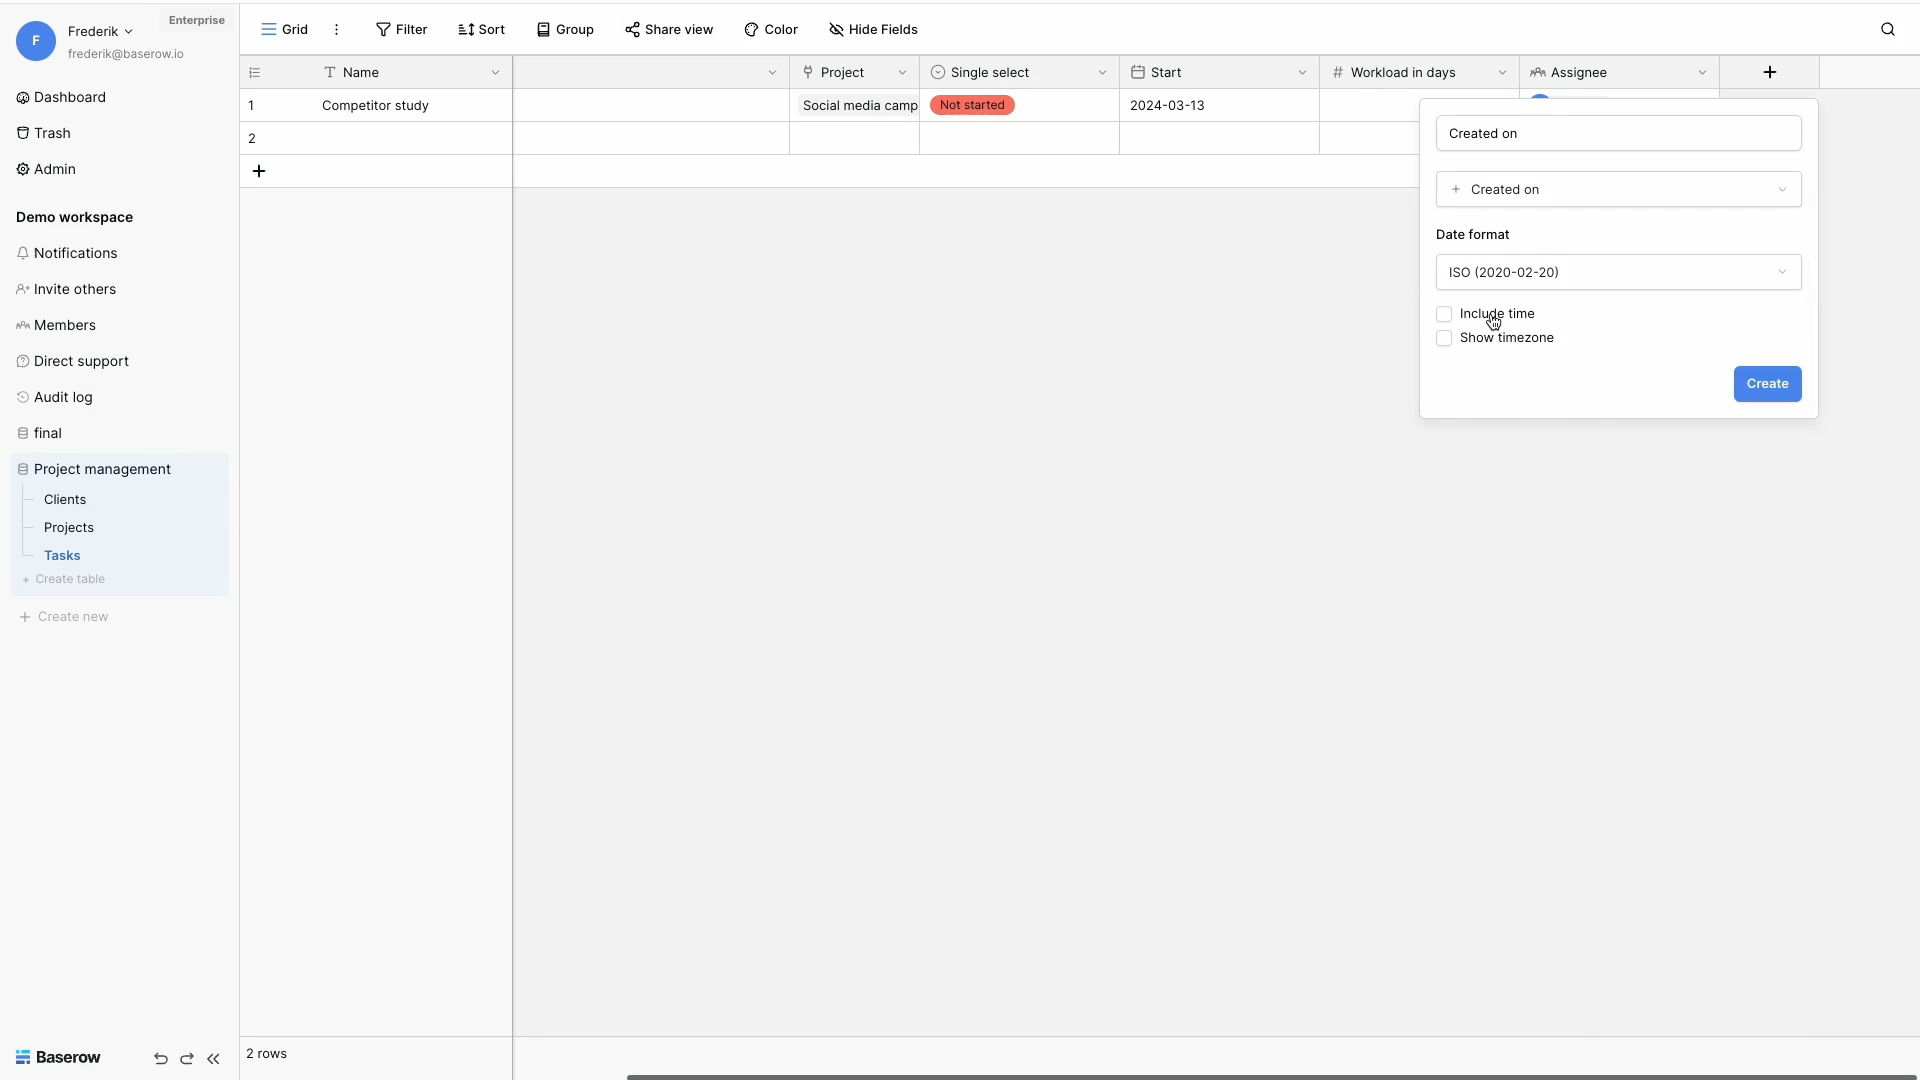 Enterprise
F
Frederik
frederik@baserow.io
Dashboard
Trash
Admin
Demo workspace
Notifications
Invite others
Members
Direct support
Audit log
final
Project management
Clients
Projects
Tasks
+ Create table
+ Create new
Baserow
Grid
Filter
Sort
Group
Share view
Color
Hide Fields
Name
Project
Single select
Start
# Workload in days
Assignee
+
1 Competitor study
Social media camp
Not started
2024-03-13
2
+
Created on
+ Created on
Date format
ISO (2020-02-20)
Include time
Show timezone
Create
2 rows